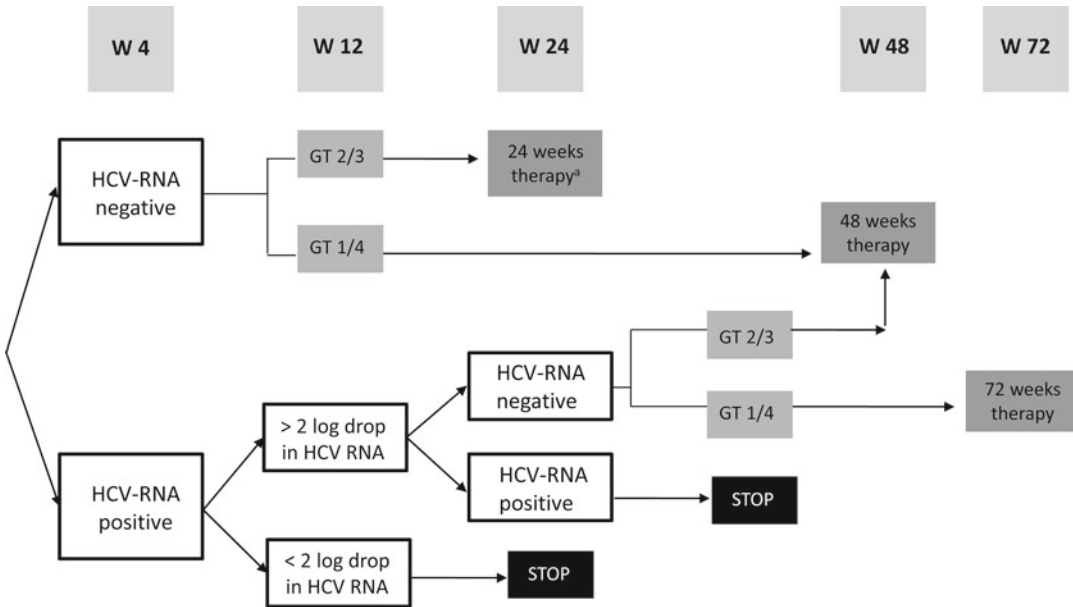 W 4
W 12
W 24
W 48
W 72
HCV-RNA
negative
GT 2/3
24 weeks
therapyᵃ
GT 1/4
48 weeks
therapy
HCV-RNA
positive
> 2 log drop
in HCV RNA
HCV-RNA
negative
GT 2/3
GT 1/4
72 weeks
therapy
HCV-RNA
positive
STOP
< 2 log drop
in HCV RNA
STOP